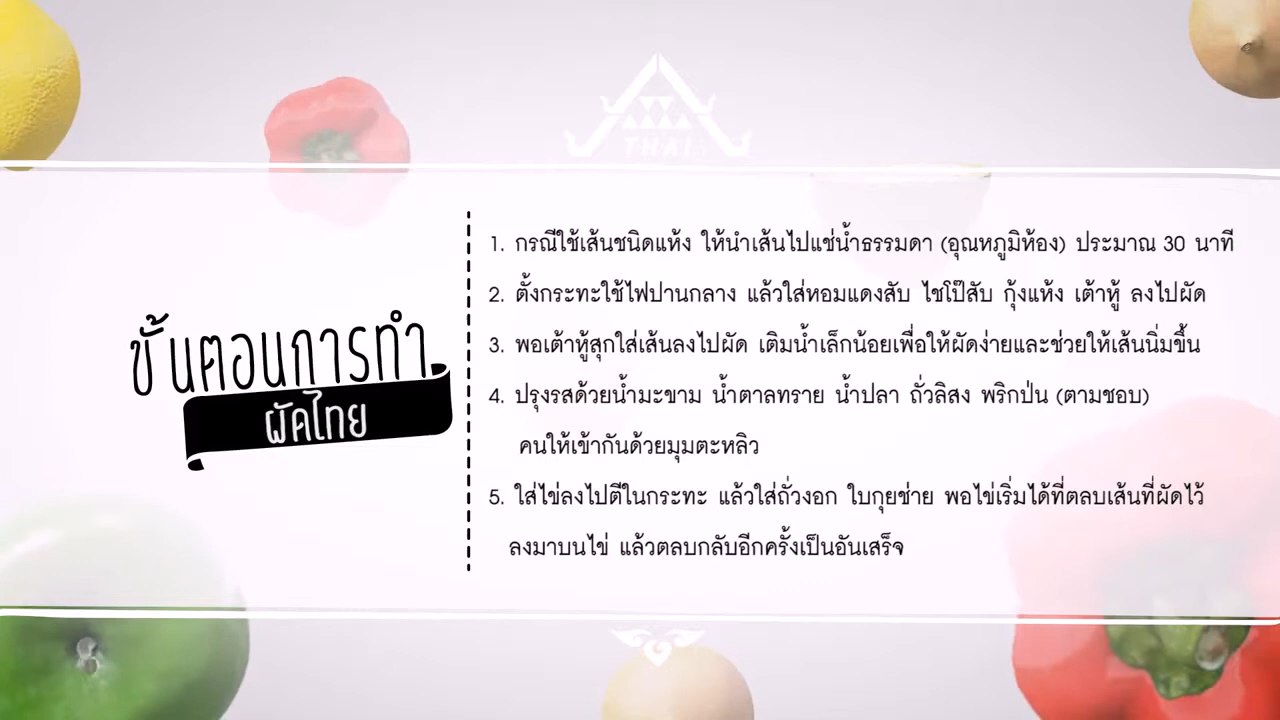 THAI
ขั้นตอนการทำ
ผัดไทย
1. กรณีใช้เส้นชนิดแห้ง ให้นำเส้นไปแช่น้ำธรรมดา (อุณหภูมิห้อง) ประมาณ 30 นาที
2. ตั้งกระทะใช้ไฟปานกลาง แล้วใส่หอมแดงสับ ไชโป๊สับ กุ้งแห้ง เต้าหู้ ลงไปผัด
3. พอเต้าหู้สุกใส่เส้นลงไปผัด เติมน้ำเล็กน้อยเพื่อให้ผัดง่ายและช่วยให้เส้นนิ่มขึ้น
4. ปรุงรสด้วยน้ำมะขาม น้ำตาลทราย น้ำปลา ถั่วลิสง พริกป่น (ตามชอบ)
คนให้เข้ากันด้วยมุมตะหลิว
5. ใส่ไข่ลงไปตีในกระทะ แล้วใส่ถั่วงอก ใบกุยช่าย พอไข่เริ่มได้ที่ตลบเส้นที่ผัดไว้
ลงมาบนไข่ แล้วตลบกลับอีกครั้งเป็นอันเสร็จ